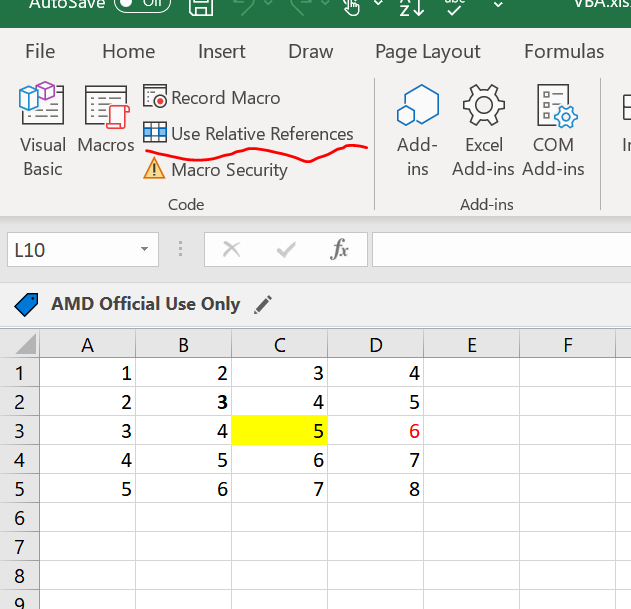 AutoSave Off VBA.xls
File Home Insert Draw Page Layout Formulas
Record Macro
Use Relative References
Macro Security
Visual Basic
Macros
Add-ins
Excel Add-ins
COM Add-ins
Code
Add-ins
L10 fx
AMD Official Use Only
A B C D E F
1 1 2 3 4
2 2 3 4 5
3 3 4 5 6
4 4 5 6 7
5 5 6 7 8
6
7
8
9